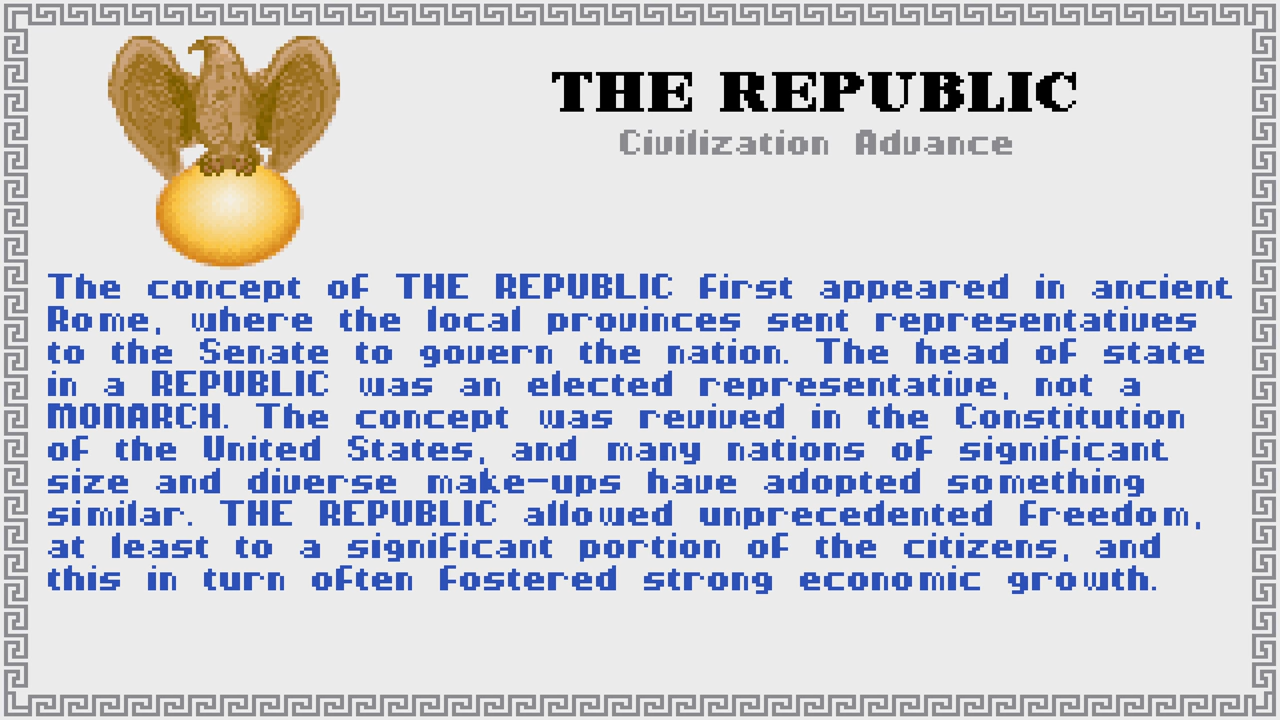 THE REPUBLIC
Civilization Advance
The concept of THE REPUBLIC first appeared in ancient
Rome, where the local provinces sent representatives
to the Senate to govern the nation. The head of state
in a REPUBLIC was an elected representative, not a
MONARCH. The concept was revived in the Constitution
of the United States, and many nations of significant
size and diverse make-ups have adopted something
similar. THE REPUBLIC allowed unprecedented freedom,
at least to a significant portion of the citizens, and
this in turn often fostered strong economic growth.